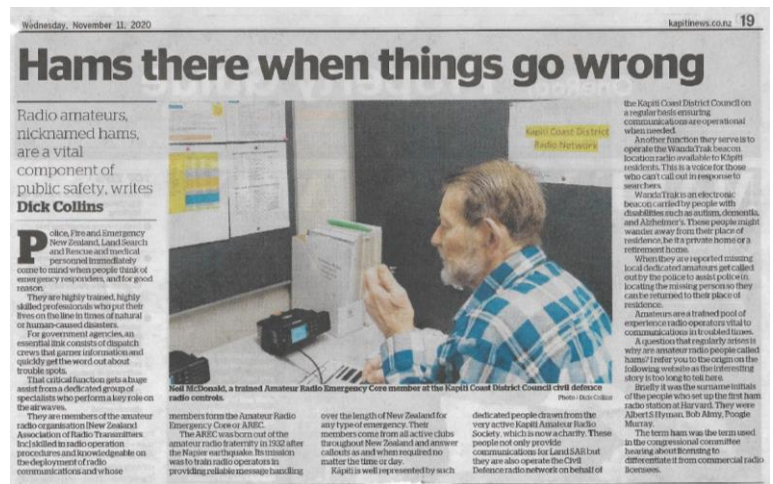 Wednesday, November 11, 2020
kapitinews.co.nz 19
Hams there when things go wrong
Radio amateurs,
nicknamed hams,
are a vital
component of
public safety, writes
Dick Collins
Police, Fire and Emergency
New Zealand, Land Search
and Rescue and medical
personnel immediately
come to mind when people think of
emergency responders, and for good
reason.
They are highly trained, highly
skilled professionals who put their
lives on the line in times of natural
or human-caused disasters.
For government agencies, an
essential link consists of dispatch
crews that garner information and
quickly get the word out about
trouble spots.
That critical function gets a huge
assist from a dedicated group of
specialists who perform a key role on
the airwaves.
They are members of the amateur
radio organisation [New Zealand
Association of Radio Transmitters
Inc] skilled in radio operation
procedures and knowledgeable on
the deployment of radio
communications and whose
Kapiti Coast District
Radio Network
Neil McDonald, a trained Amateur Radio Emergency Core member at the Kapiti Coast District Council civil defence
radio controls.
Photo / Dick Collins
members form the Amateur Radio
Emergency Core or AREC.
The AREC was born out of the
amateur radio fraternity in 1932 after
the Napier earthquake. Its mission
was to train radio operators in
providing reliable message handling
over the length of New Zealand for
any type of emergency. Their
members come from all active clubs
throughout New Zealand and answer
callouts as and when required no
matter the time or day.
Kāpiti is well represented by such
dedicated people drawn from the
very active Kapiti Amateur Radio
Society, which is now a charity. These
people not only provide
communications for Land SAR but
they are also operate the Civil
Defence radio network on behalf of
the Kapiti Coast District Council on
a regular basis ensuring
communications are operational
when needed.
Another function they serve is to
operate the WandaTrak beacon
location radio available to Kāpiti
residents. This is a voice for those
who can't call out in response to
searchers.
WandaTrak is an electronic
beacon carried by people with
disabilities such as autism, dementia,
and Alzheimer's. These people might
wander away from their place of
residence, be it a private home or a
retirement home.
When they are reported missing
local dedicated amateurs get called
out by the police to assist police in
locating the missing person so they
can be returned to their place of
residence.
Amateurs are a trained pool of
experience radio operators vital to
communications in troubled times.
A question that regularly arises is
why are amateur radio people called
hams? I refer you to the origin on the
following website as the interesting
story is too long to tell here.
Briefly it was the surname initials
of the people who set up the first ham
radio station at Harvard. They were
Albert S Hyman, Bob Almy, Poogie
Murray.
The term ham was the term used
in the congressional committee
hearing about licensing to
differentiate it from commercial radio
licensees.